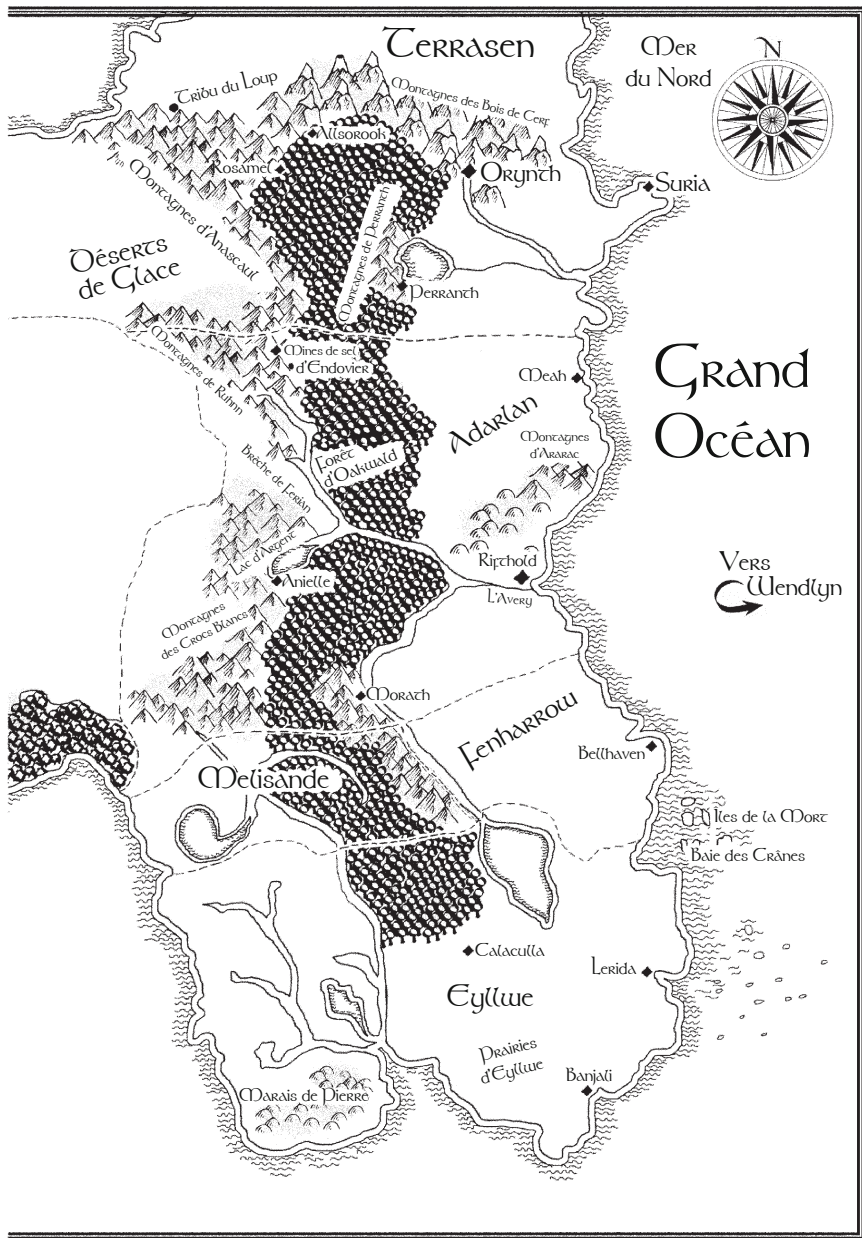 Terrasen
Mer
du Nord
N
Tribu du Loup
Montagnes des Bois de Cerf
Allsbrook
Rosamel
Orynth
Suria
Montagnes d'Anascaul
Montagnes de Perranth
Déserts
de Glace
Perranth
Mines de sel
d'Endovier
Montagnes de Ruhnn
Meah
Grand
Océan
Adarlan
Montagnes
d'Ararac
Forêt
d'Oakwald
Brèche de Ferian
Lac d'Argent
Anielle
Rifthold
L'Avery
Vers
Wendlyn
Montagnes
des Crocs Blancs
Morath
Fenharrow
Bellhaven
Melisande
Îles de la Mort
Baie des Crânes
Calaculla
Lerida
Eyllwe
Prairies
d'Eyllwe
Banjali
Marais de Pierre